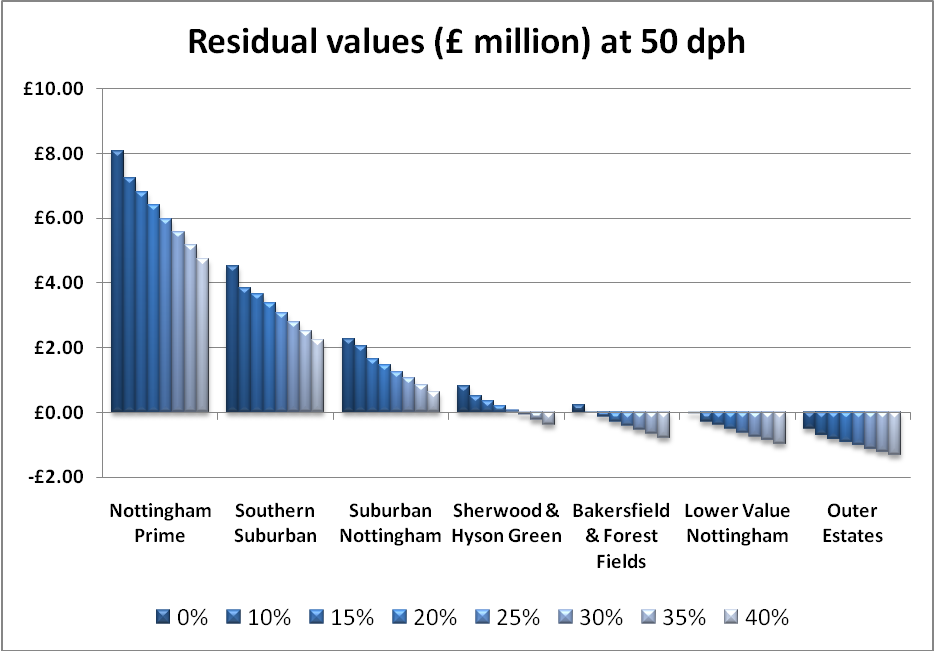 Residual values (£ million) at 50 dph
£10.00
£8.00
£6.00
£4.00
£2.00
£0.00
-£2.00
Nottingham
Prime
Southern
Suburban
Suburban
Nottingham
Sherwood &
Hyson Green
Bakersfield
& Forest
Fields
Lower Value
Nottingham
Outer
Estates
0% 10% 15% 20% 25% 30% 35% 40%